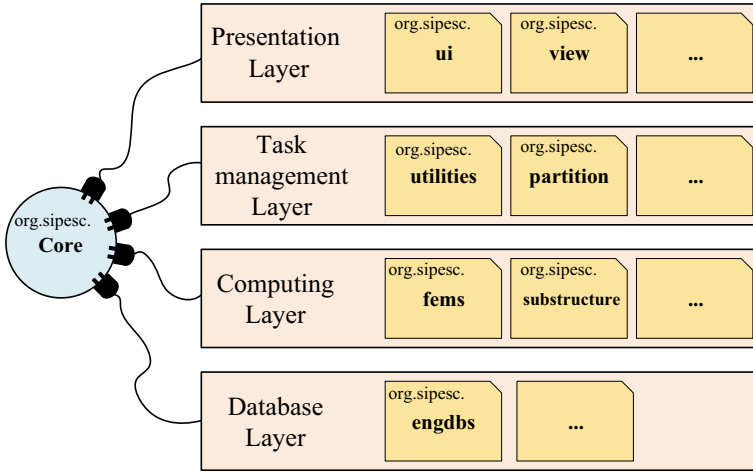 Presentation
Layer
org.sipesc.
ui
org.sipesc.
view
...
Task
management
Layer
org.sipesc.
utilities
org.sipesc.
partition
...
org.sipesc.
Core
Computing
Layer
org.sipesc.
fems
org.sipesc.
substructure
...
Database
Layer
org.sipesc.
engdbs
...